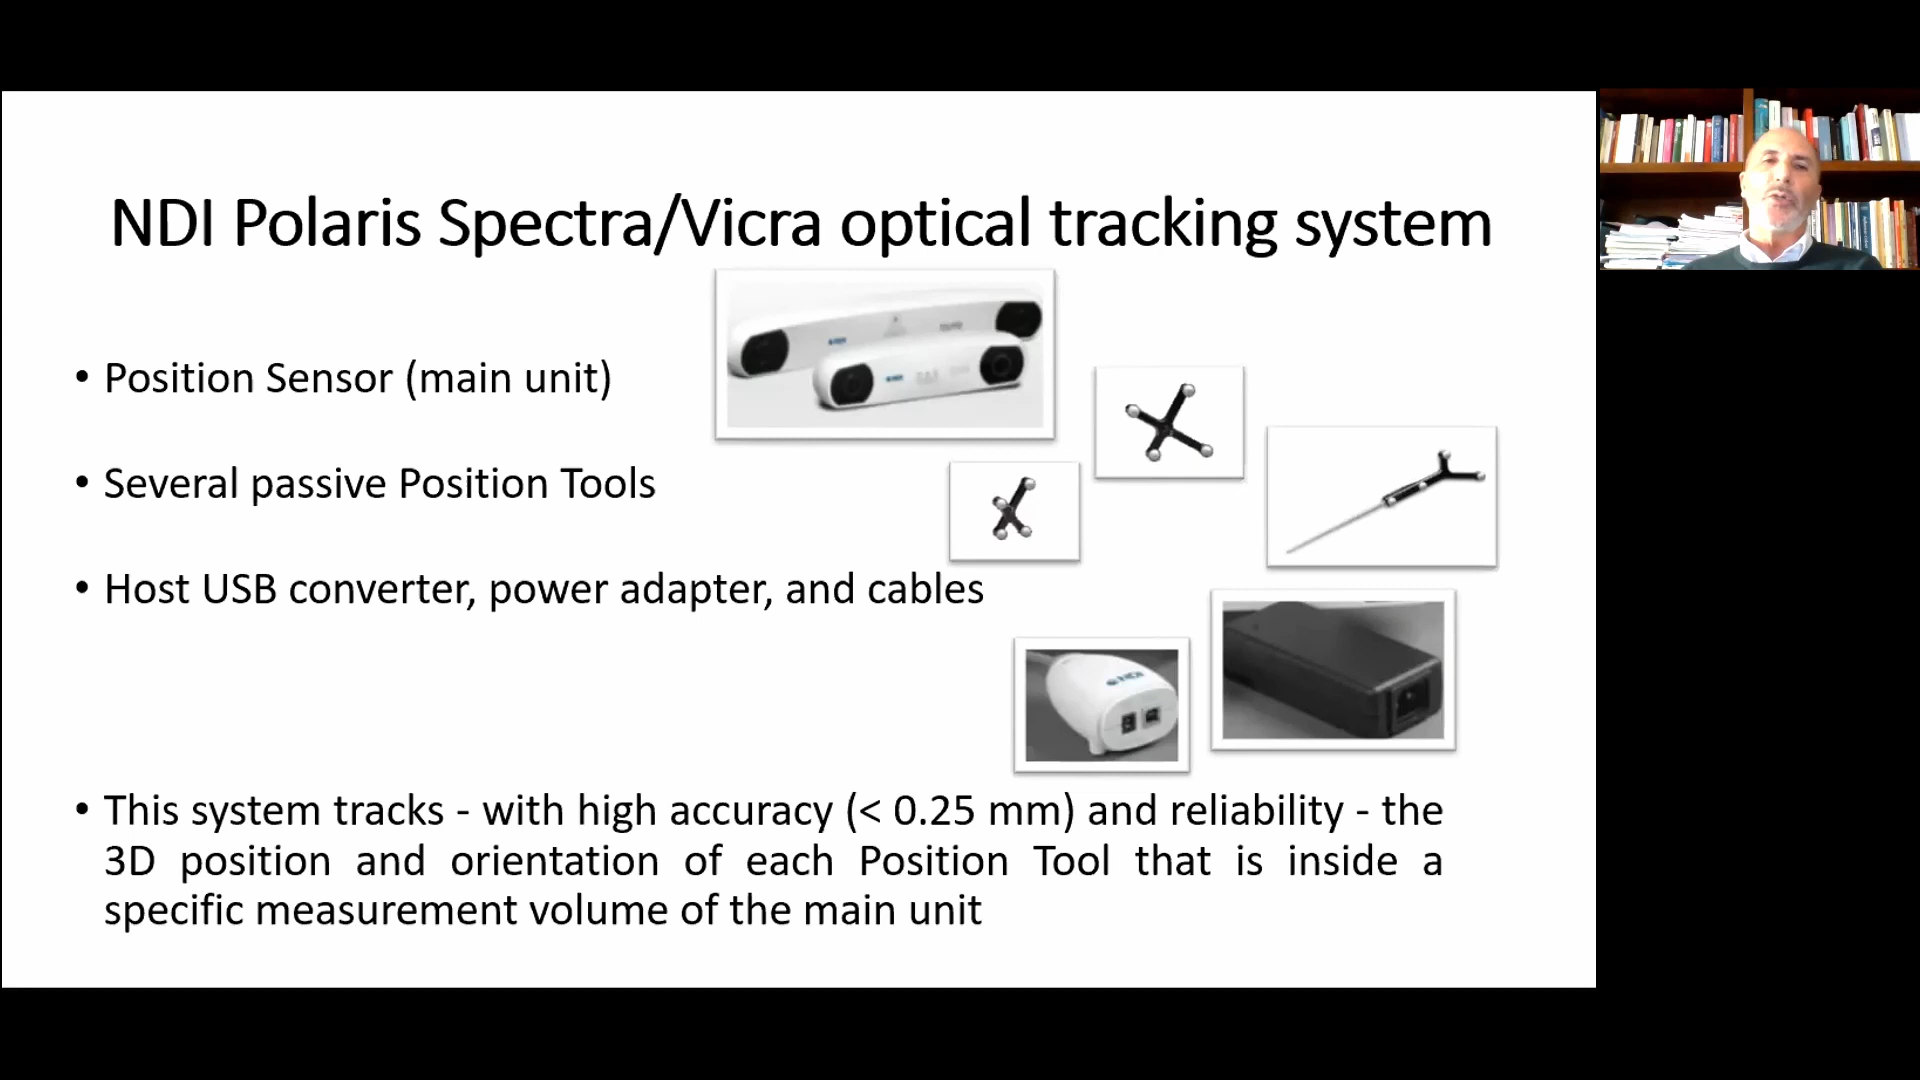 NDI Polaris Spectra/Vicra optical tracking system
• Position Sensor (main unit)
• Several passive Position Tools
• Host USB converter, power adapter, and cables
NDI
• This system tracks - with high accuracy (< 0.25 mm) and reliability - the
3D position and orientation of each Position Tool that is inside a
specific measurement volume of the main unit